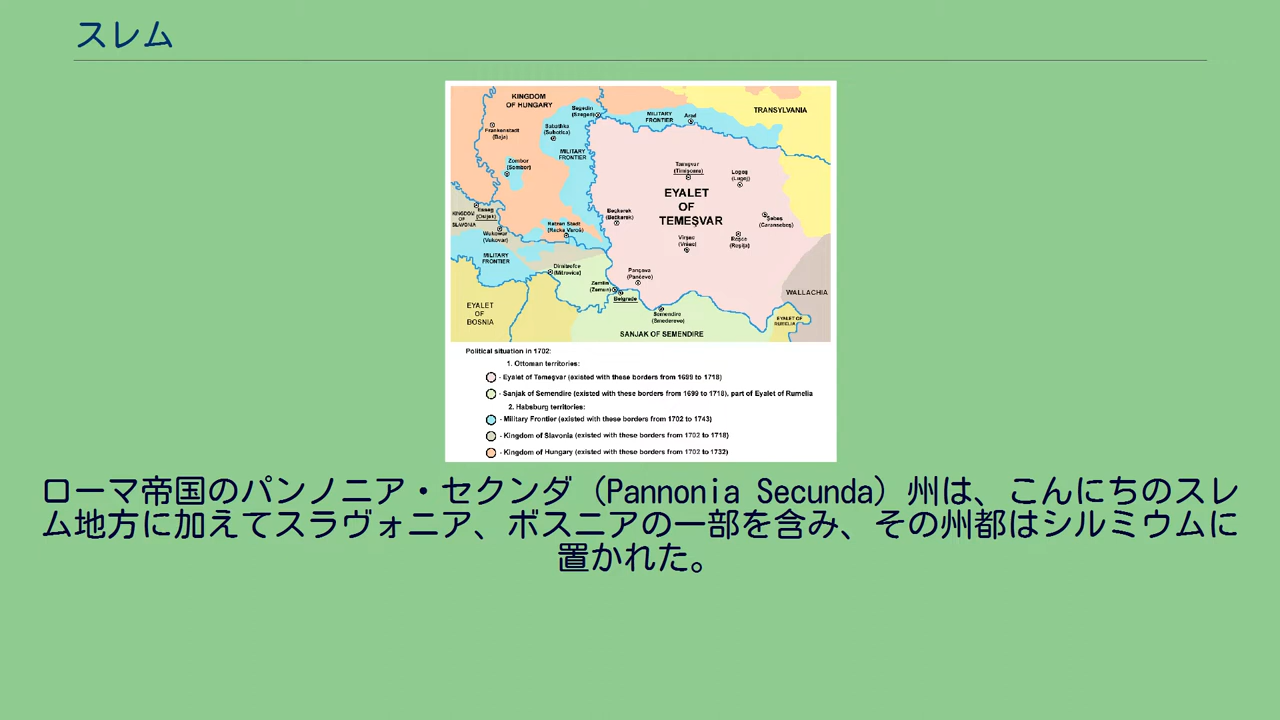 スレム
KINGDOM
OF HUNGARY
TRANSYLVANIA
Segedin
(Szeged)
MILITARY
FRONTIER
Arad
Frankenstadt
(Baja)
Sabathka
(Subotica)
MILITARY
FRONTIER
Zombor
(Sombor)
Temeşvar
(Timişoara)
Logoş
(Lugoj)
EYALET
OF
TEMEŞVAR
KINGDOM
OF
SLAVONIA
Esseg
(Osijek)
Beçkerek
(Bečkerek)
Şebeş
(Caransebeş)
Wukowar
(Vukovar)
Ratzen Stadt
(Racka Varoš)
Virşac
(Vršac)
Reşçe
(Reşiţa)
MILITARY
FRONTIER
(Mitrovica)
Pançova
(Pančevo)
Zemlin
(Zemun)
Belgrade
WALLACHIA
EYALET
OF
BOSNIA
Semendire
(Smederevo)
EYALET OF
RUMELIA
SANJAK OF SEMENDIRE
Political situation in 1702:
1. Ottoman territories:
- Eyalet of Temeşvar (existed with these borders from 1699 to 1718)
- Sanjak of Semendire (existed with these borders from 1699 to 1718), part of Eyalet of Rumelia
2. Habsburg territories:
- Military Frontier (existed with these borders from 1702 to 1743)
- Kingdom of Slavonia (existed with these borders from 1702 to 1718)
- Kingdom of Hungary (existed with these borders from 1702 to 1732)
ローマ帝国のパンノニア・セクンダ（Pannonia Secunda）州は、こんにちのスレ
ム地方に加えてスラヴォニア、ボスニアの一部を含み、その州都はシルミウムに
置かれた。